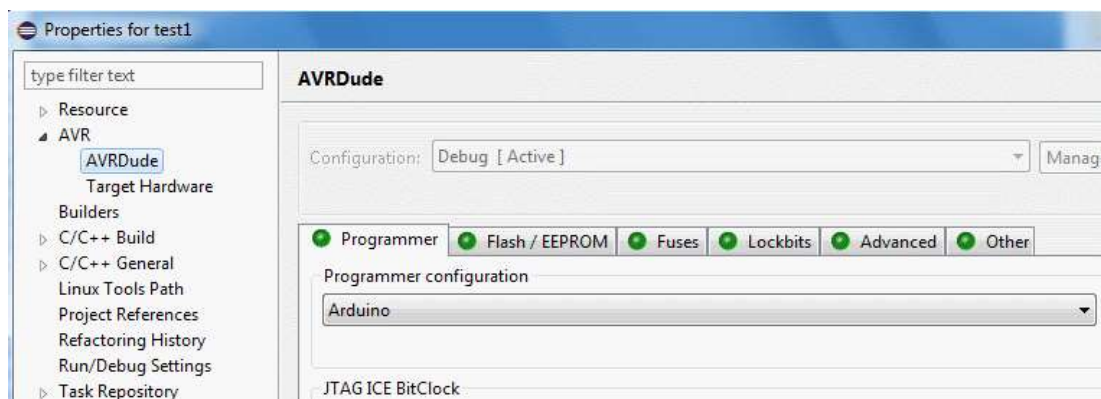 Properties for test1
type filter text
Resource
AVR
AVRDude
Target Hardware
Builders
C/C++ Build
C/C++ General
Linux Tools Path
Project References
Refactoring History
Run/Debug Settings
Task Repository
AVRDude
Configuration: Debug [ Active ] Manag
Programmer Flash / EEPROM Fuses Lockbits Advanced Other
Programmer configuration
Arduino
JTAG ICE BitClock